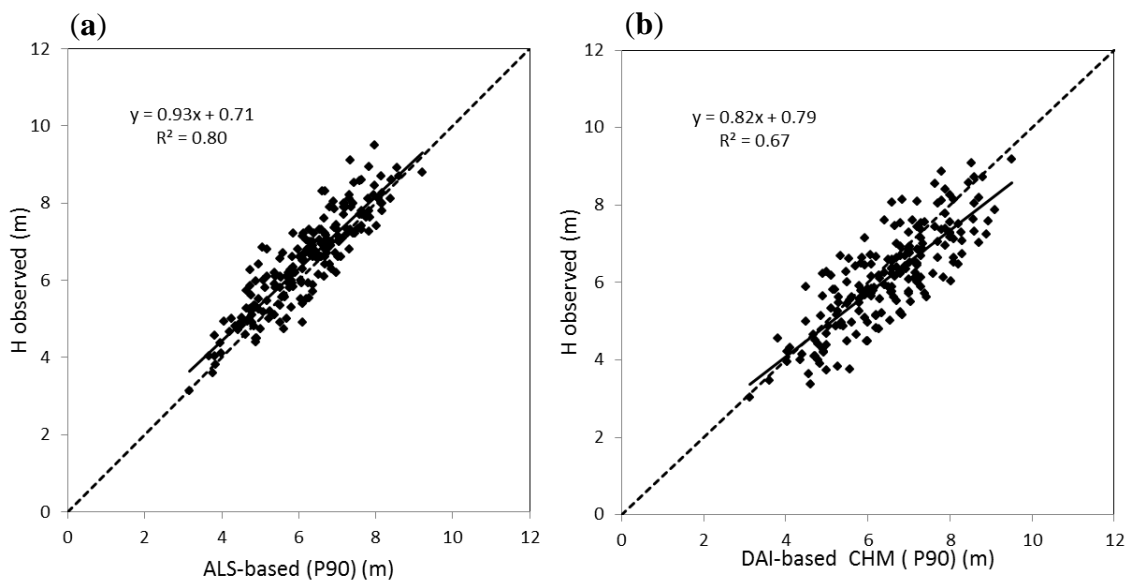 (a)
12
10
8
6
4
2
0
H observed (m)
y = 0.93x + 0.71
R² = 0.80
0 2 4 6 8 10 12
ALS-based (P90) (m)
(b)
12
10
8
6
4
2
0
H observed (m)
y = 0.82x + 0.79
R² = 0.67
0 2 4 6 8 10 12
DAI-based CHM ( P90) (m)